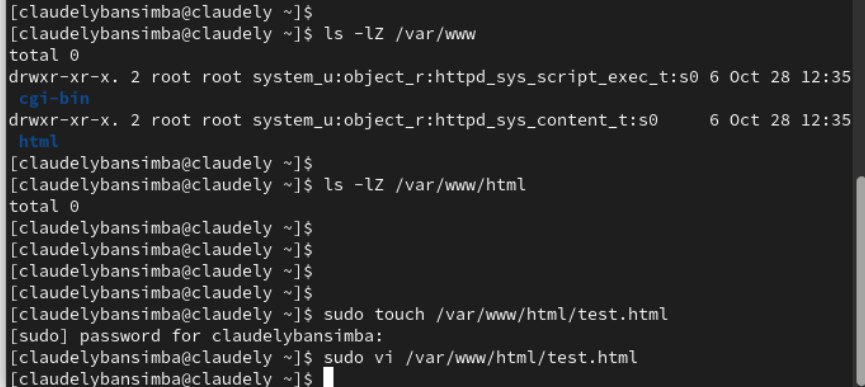 [claudelybansimba@claudely ~]$
[claudelybansimba@claudely ~]$ ls -lZ /var/www
total 0
drwxr-xr-x. 2 root root system_u:object_r:httpd_sys_script_exec_t:s0 6 Oct 28 12:35
cgi-bin
drwxr-xr-x. 2 root root system_u:object_r:httpd_sys_content_t:s0     6 Oct 28 12:35
html
[claudelybansimba@claudely ~]$
[claudelybansimba@claudely ~]$ ls -lZ /var/www/html
total 0
[claudelybansimba@claudely ~]$
[claudelybansimba@claudely ~]$
[claudelybansimba@claudely ~]$
[claudelybansimba@claudely ~]$
[claudelybansimba@claudely ~]$ sudo touch /var/www/html/test.html
[sudo] password for claudelybansimba:
[claudelybansimba@claudely ~]$ sudo vi /var/www/html/test.html
[claudelybansimba@claudely ~]$